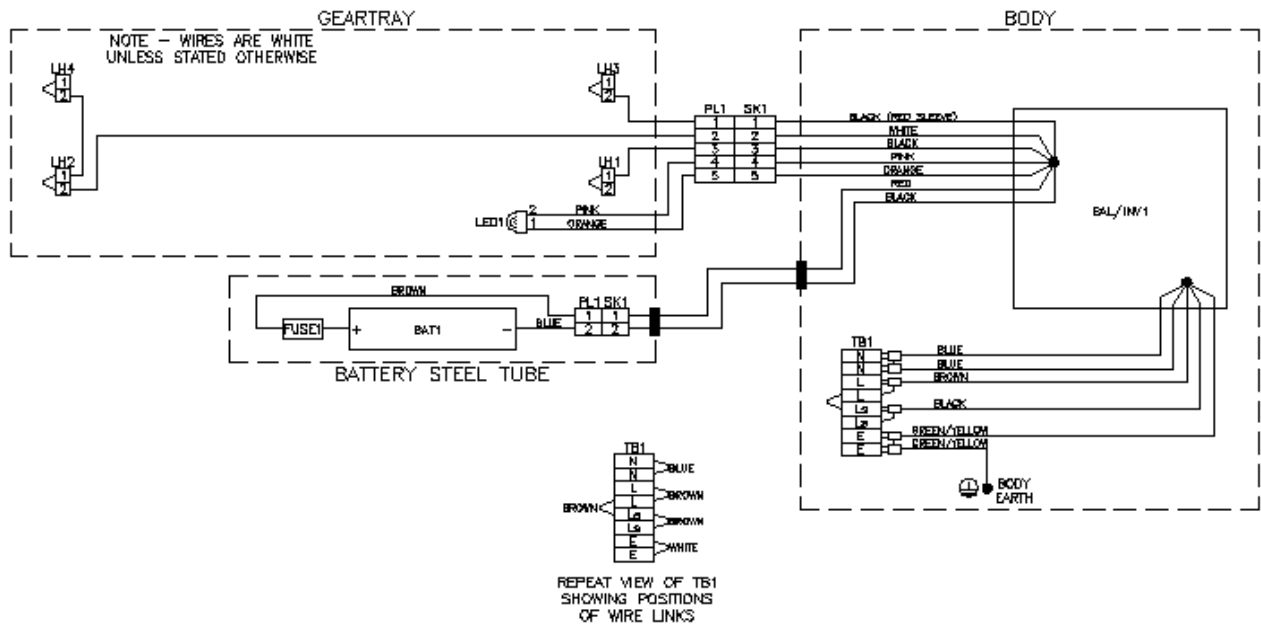 GEARTRAY
NOTE - WIRES ARE WHITE
UNLESS STATED OTHERWISE
LH4
1
2
LH3
1
2
LH2
1
2
LH1
1
2
LED1
2
1
PINK
ORANGE
PL1 SK1
1 1
2 2
3 3
4 4
5 5
BODY
BLACK (RED SLEEVE)
WHITE
BLACK
PINK
ORANGE
RED
BLACK
BAL/INV1
BROWN
FUSE1
+ BAT1 -
BLUE
PL1 SK1
1 1
2 2
BATTERY STEEL TUBE
TB1
N BLUE
N BLUE
L BROWN
L
Ls BLACK
Ls
E GREEN/YELLOW
E GREEN/YELLOW
BODY
EARTH
TB1
N
N
BLUE
L
L
BROWN
BROWN
Ls
Ls
BROWN
E
E
WHITE
REPEAT VIEW OF TB1
SHOWING POSITIONS
OF WIRE LINKS